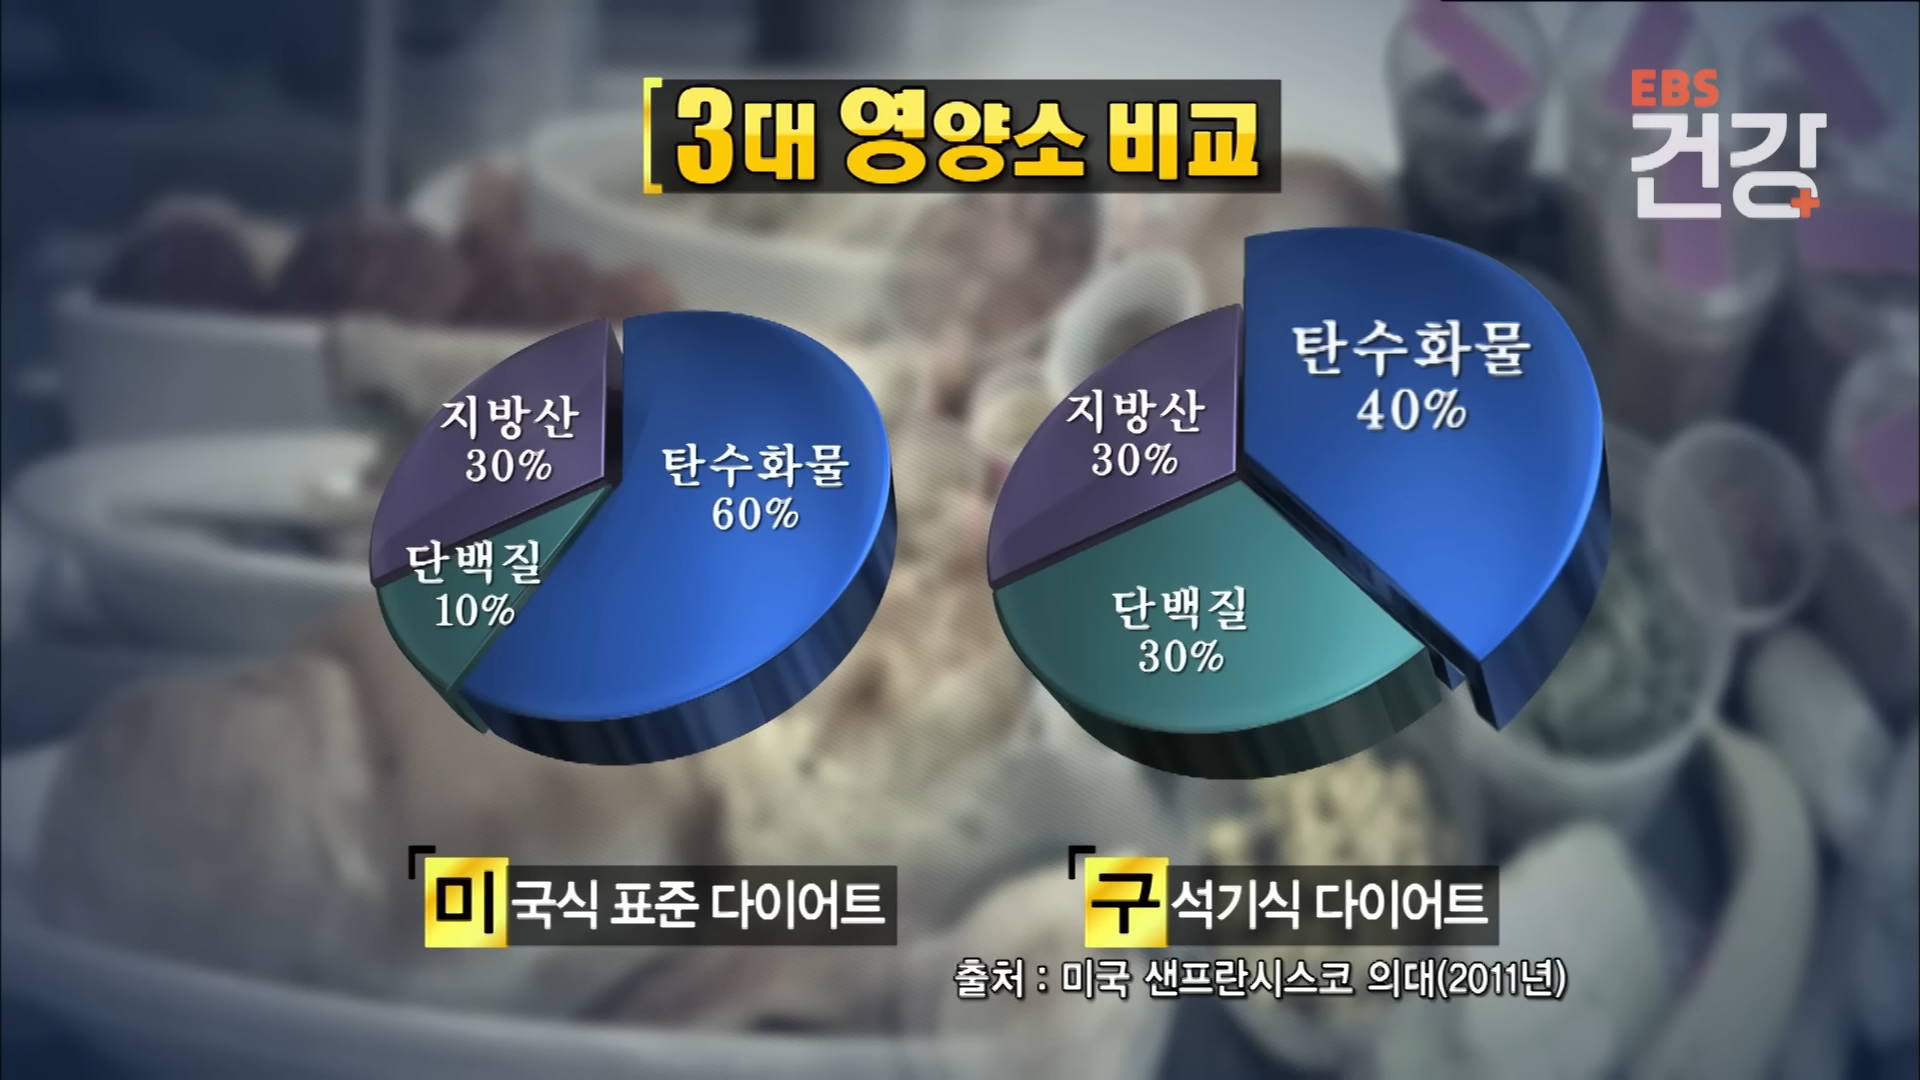 3대 영양소 비교
EBS
건강
지방산
30%
탄수화물
60%
단백질
10%
지방산
30%
탄수화물
40%
단백질
30%
미국식 표준 다이어트
구석기식 다이어트
출처 : 미국 샌프란시스코 의대(2011년)